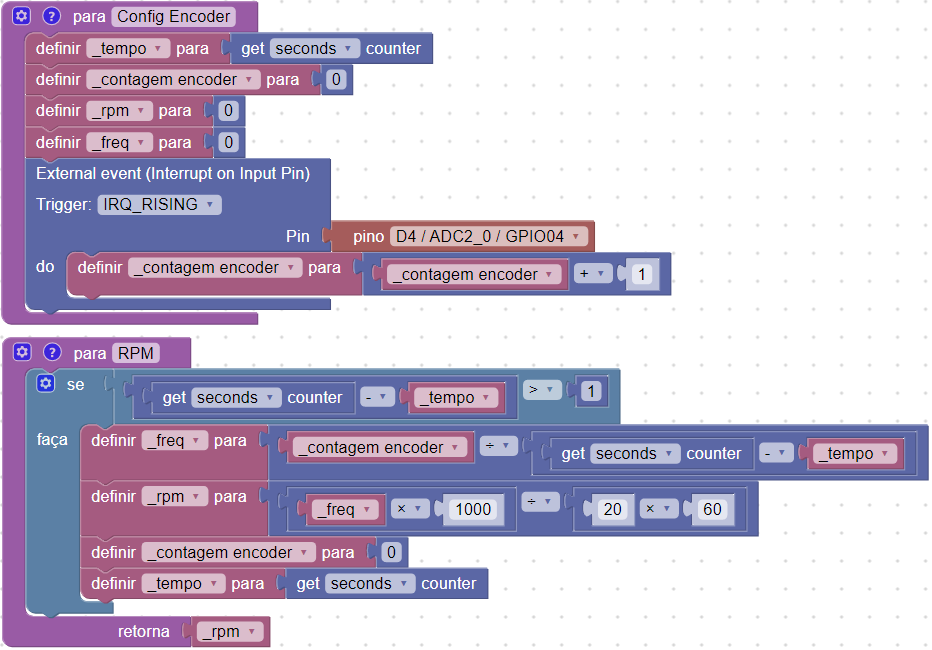 ? para Config Encoder
definir _tempo para get seconds counter
definir _contagem encoder para 0
definir _rpm para 0
definir _freq para 0
External event (Interrupt on Input Pin)
Trigger: IRQ_RISING
Pin pino D4 / ADC2_0 / GPIO04
do definir _contagem encoder para _contagem encoder + 1
? para RPM
se get seconds counter - _tempo > 1
faça definir _freq para _contagem encoder ÷ get seconds counter - _tempo
definir _rpm para _freq × 1000 ÷ 20 × 60
definir _contagem encoder para 0
definir _tempo para get seconds counter
retorna _rpm